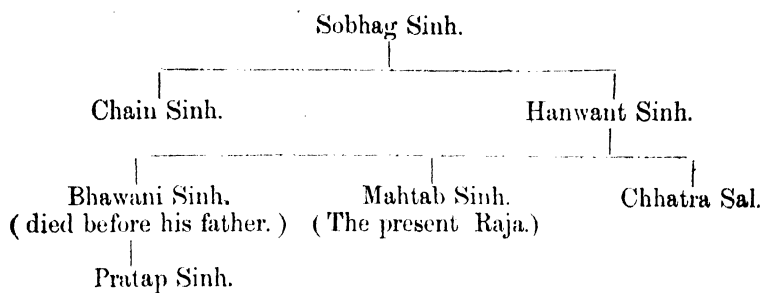 Sobhag Sinh.
Chain Sinh. Hanwant Sinh.
Bhawani Sinh. Mahtab Sinh. Chhatra Sal.
(died before his father.) (The present Raja.)
Pratap Sinh.